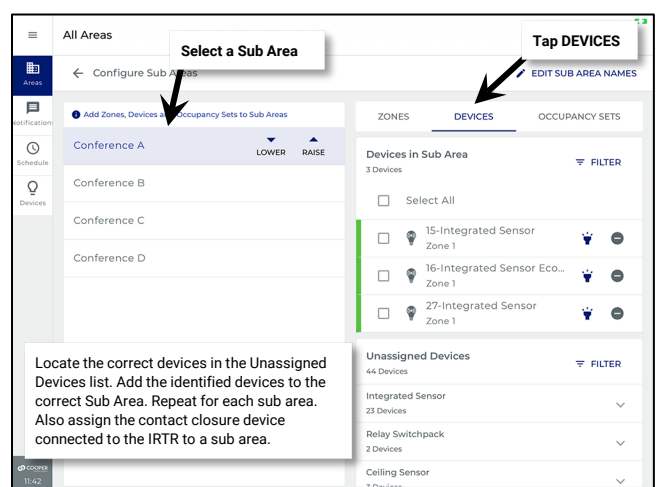 All Areas
Select a Sub Area
Tap DEVICES
Areas
Configure Sub Areas
EDIT SUB AREA NAMES
Notifications
Schedule
Devices
Add Zones, Devices and Occupancy Sets to Sub Areas
ZONES DEVICES OCCUPANCY SETS
Conference A LOWER RAISE
Conference B
Conference C
Conference D
Devices in Sub Area
3 Devices
FILTER
Select All
15-Integrated Sensor
Zone 1
16-Integrated Sensor Eco...
Zone 1
27-Integrated Sensor
Zone 1
Locate the correct devices in the Unassigned
Devices list. Add the identified devices to the
correct Sub Area. Repeat for each sub area.
Also assign the contact closure device
connected to the IRTR to a sub area.
Unassigned Devices
44 Devices
FILTER
Integrated Sensor
23 Devices
Relay Switchpack
2 Devices
Ceiling Sensor
3 Devices
COOPER
11:42